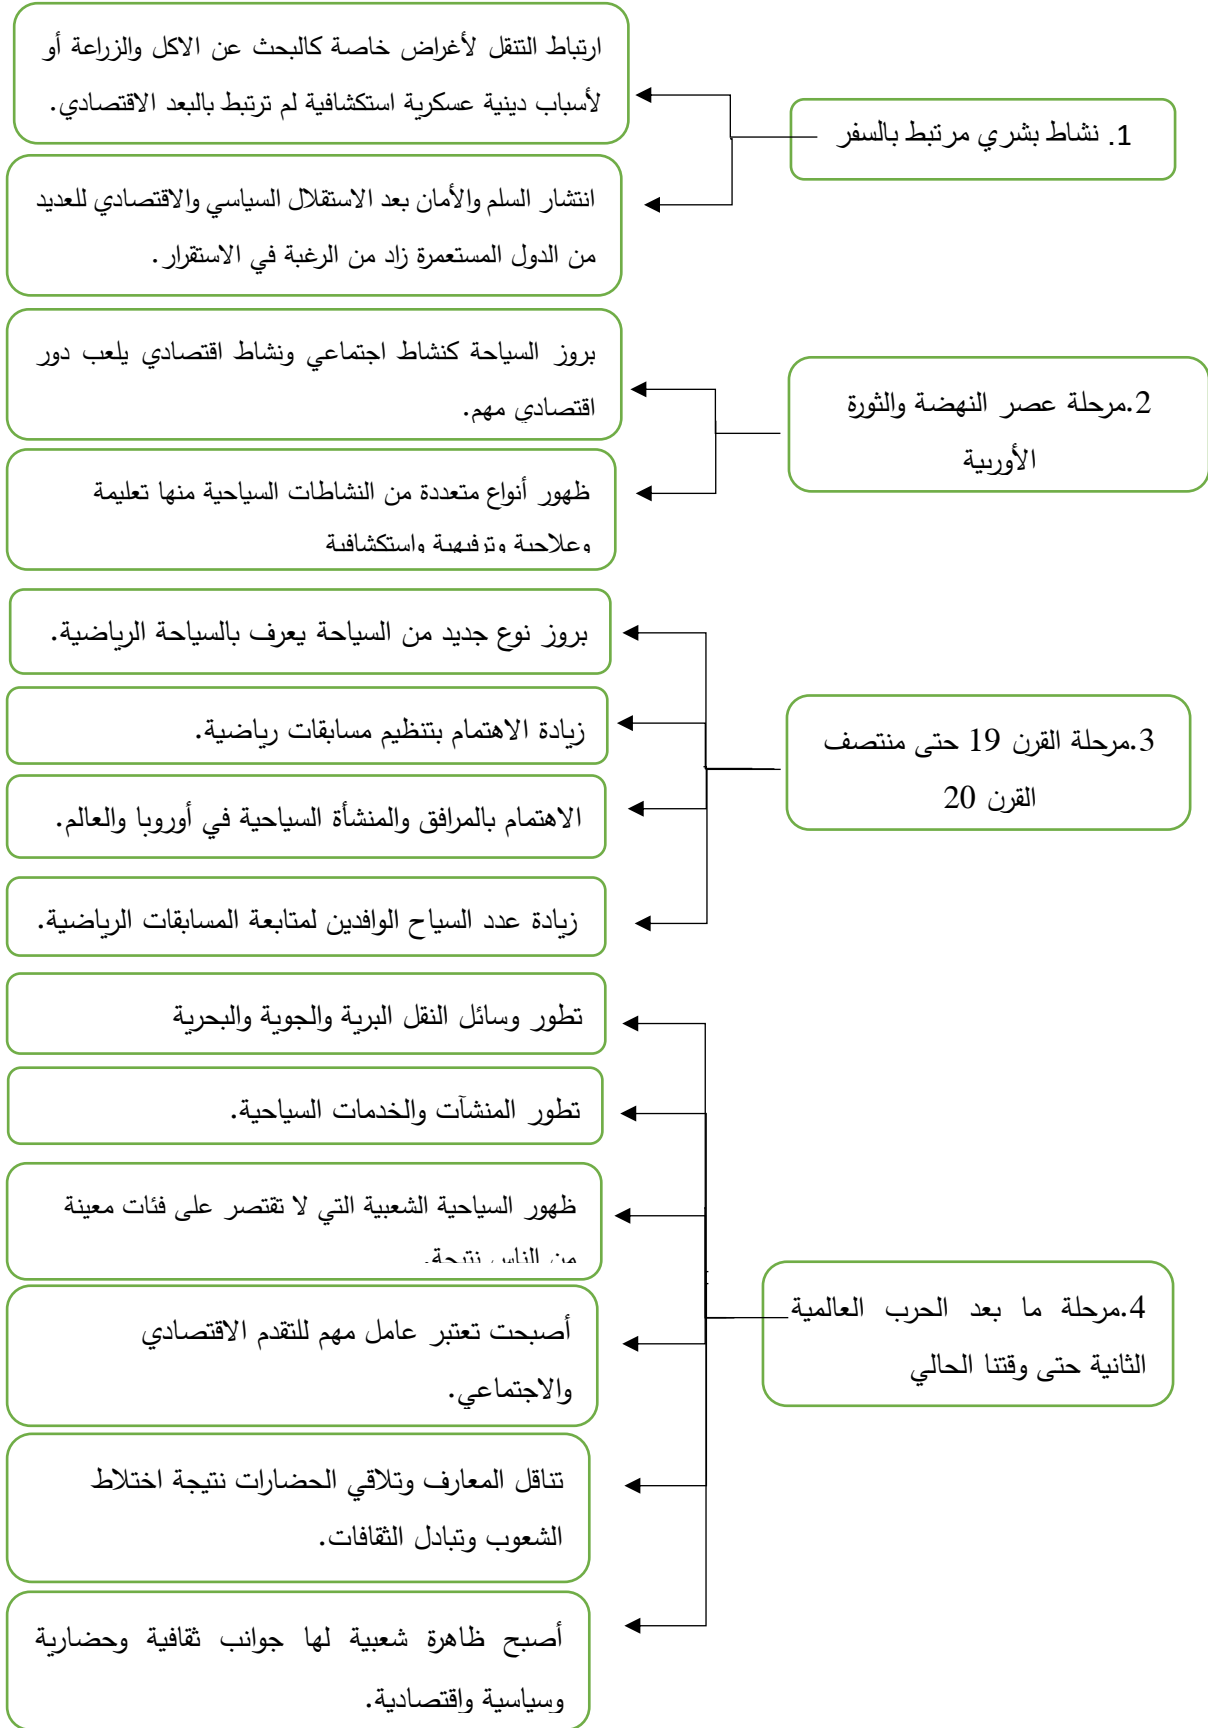 1. نشاط بشري مرتبط بالسفر
ارتباط التنقل لأغراض خاصة كالبحث عن الاكل والزراعة أو
لأسباب دينية عسكرية استكشافية لم ترتبط بالبعد الاقتصادي.
انتشار السلم والأمان بعد الاستقلال السياسي والاقتصادي للعديد
من الدول المستعمرة زاد من الرغبة في الاستقرار.
2.مرحلة عصر النهضة والثورة
الأوربية
بروز السياحة كنشاط اجتماعي ونشاط اقتصادي يلعب دور
اقتصادي مهم.
ظهور أنواع متعددة من النشاطات السياحية منها تعليمة
وعلاجية وترفيهية واستكشافية
3.مرحلة القرن 19 حتى منتصف
القرن 20
بروز نوع جديد من السياحة يعرف بالسياحة الرياضية.
زيادة الاهتمام بتنظيم مسابقات رياضية.
الاهتمام بالمرافق والمنشأة السياحية في أوروبا والعالم.
زيادة عدد السياح الوافدين لمتابعة المسابقات الرياضية.
4.مرحلة ما بعد الحرب العالمية
الثانية حتى وقتنا الحالي
تطور وسائل النقل البرية والجوية والبحرية
تطور المنشآت والخدمات السياحية.
ظهور السياحية الشعبية التي لا تقتصر على فئات معينة
من الناس نتيجة.
أصبحت تعتبر عامل مهم للتقدم الاقتصادي
والاجتماعي.
تناقل المعارف وتلاقي الحضارات نتيجة اختلاط
الشعوب وتبادل الثقافات.
أصبح ظاهرة شعبية لها جوانب ثقافية وحضارية
وسياسية واقتصادية.